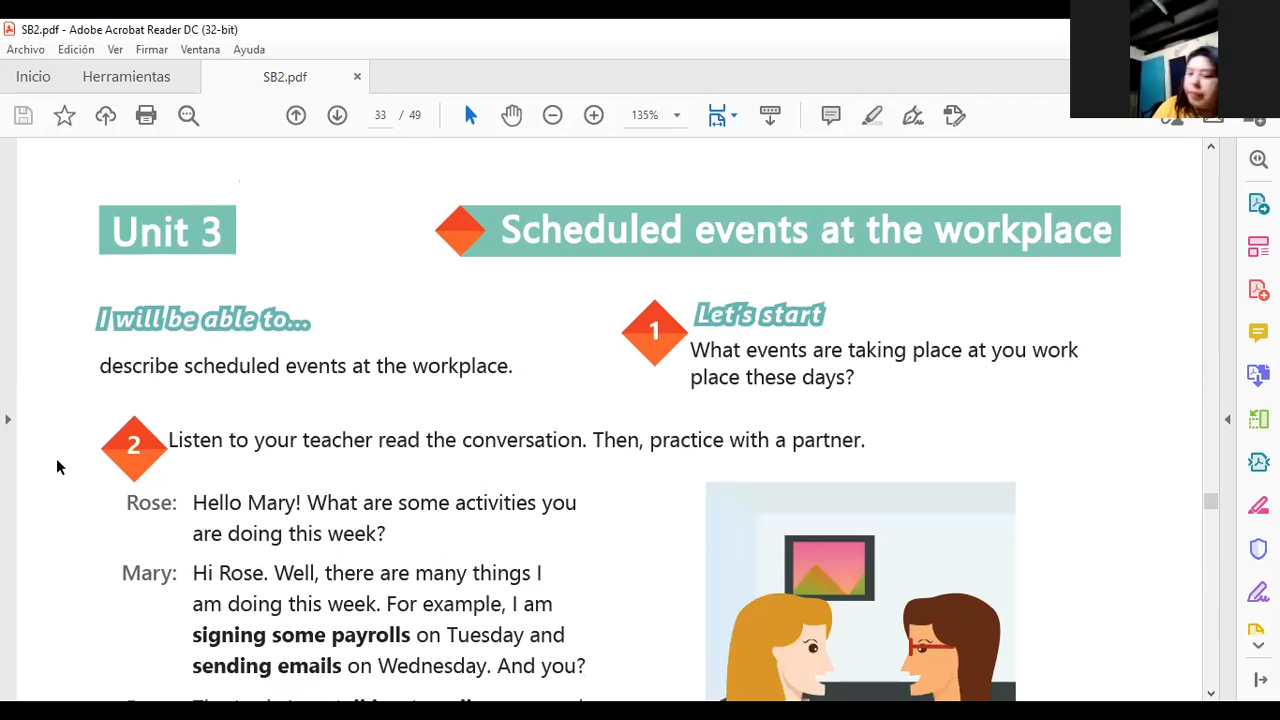 SB2.pdf - Adobe Acrobat Reader DC (32-bit)
Archivo Edición Ver Firmar Ventana Ayuda
Inicio Herramientas SB2.pdf ×
33 / 49 135%
Unit 3
Scheduled events at the workplace
I will be able to...
describe scheduled events at the workplace.
1
Let's start
What events are taking place at you work
place these days?
2 Listen to your teacher read the conversation. Then, practice with a partner.
Rose: Hello Mary! What are some activities you
are doing this week?
Mary: Hi Rose. Well, there are many things I
am doing this week. For example, I am
signing some payrolls on Tuesday and
sending emails on Wednesday. And you?